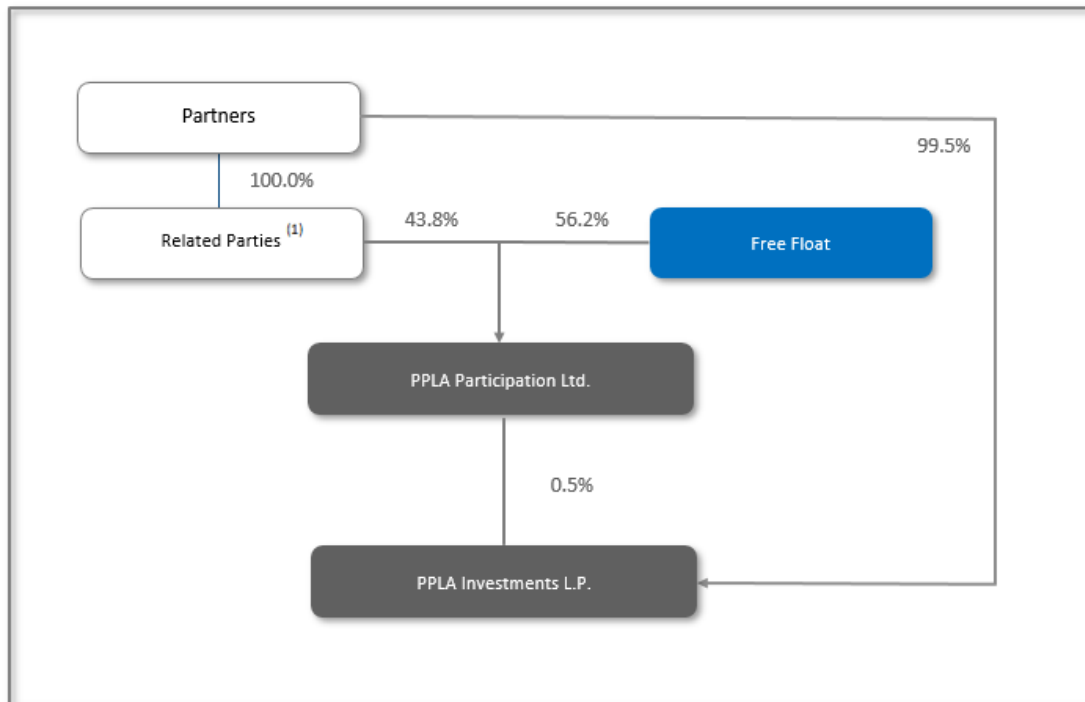 Partners
99.5%
100.0%
Related Parties (1)
43.8%
56.2%
Free Float
PPLA Participation Ltd.
0.5%
PPLA Investments L.P.